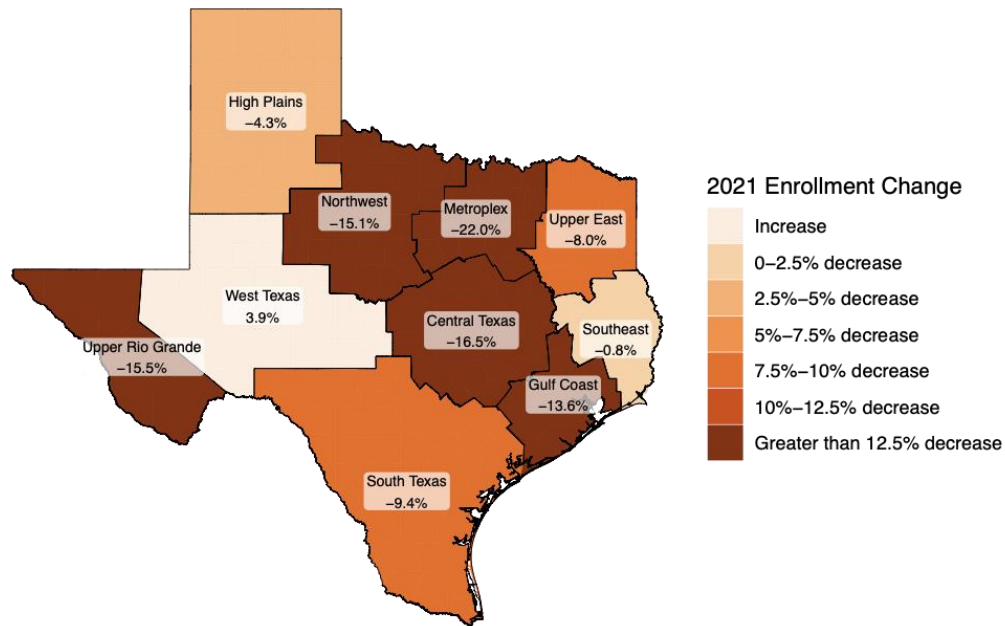 High Plains
−4.3%
Northwest
−15.1%
Metroplex
−22.0%
Upper East
−8.0%
West Texas
3.9%
Central Texas
−16.5%
Southeast
−0.8%
Upper Rio Grande
−15.5%
Gulf Coast
−13.6%
South Texas
−9.4%
2021 Enrollment Change
Increase
0−2.5% decrease
2.5%−5% decrease
5%−7.5% decrease
7.5%−10% decrease
10%−12.5% decrease
Greater than 12.5% decrease